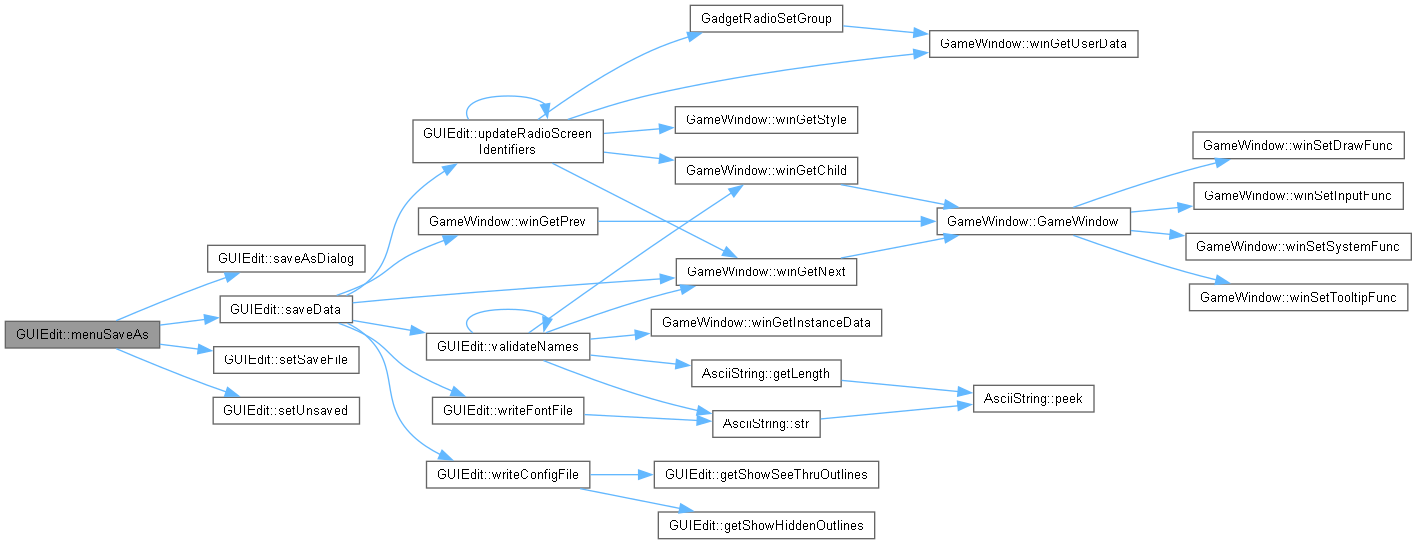 GadgetRadioSetGroup
GameWindow::winGetUserData
GUIEdit::updateRadioScreen
Identifiers
GameWindow::winGetStyle
GameWindow::winGetChild
GameWindow::winSetDrawFunc
GameWindow::winSetInputFunc
GameWindow::winGetPrev
GameWindow::GameWindow
GameWindow::winSetSystemFunc
GUIEdit::saveAsDialog
GameWindow::winGetNext
GameWindow::winSetTooltipFunc
GUIEdit::saveData
GameWindow::winGetInstanceData
GUIEdit::menuSaveAs
GUIEdit::validateNames
GUIEdit::setSaveFile
AsciiString::getLength
AsciiString::peek
GUIEdit::setUnsaved
GUIEdit::writeFontFile
AsciiString::str
GUIEdit::writeConfigFile
GUIEdit::getShowSeeThruOutlines
GUIEdit::getShowHiddenOutlines